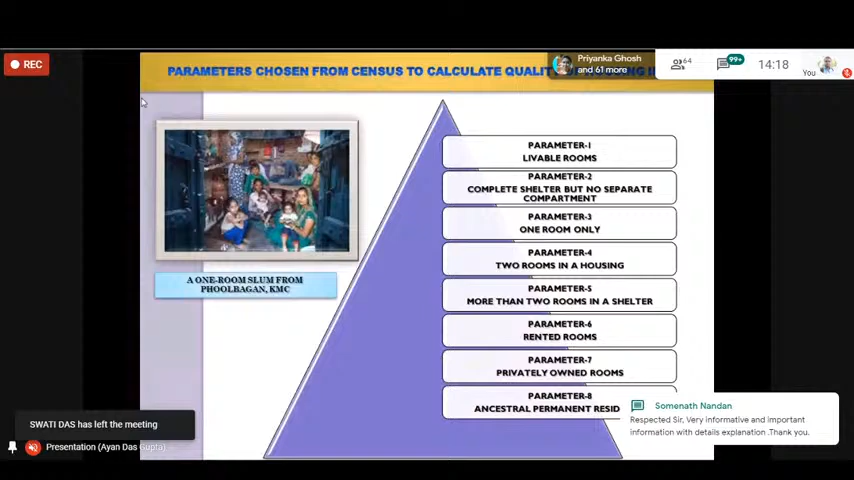 REC
PARAMETERS CHOSEN FROM CENSUS TO CALCULATE QUALITY
Priyanka Ghosh
and 61 more
64
99+
14:18
You
PARAMETER-1
LIVABLE ROOMS
PARAMETER-2
COMPLETE SHELTER BUT NO SEPARATE
COMPARTMENT
PARAMETER-3
ONE ROOM ONLY
PARAMETER-4
TWO ROOMS IN A HOUSING
PARAMETER-5
MORE THAN TWO ROOMS IN A SHELTER
PARAMETER-6
RENTED ROOMS
PARAMETER-7
PRIVATELY OWNED ROOMS
PARAMETER-8
ANCESTRAL PERMANENT RESID
A ONE-ROOM SLUM FROM
PHOOLBAGAN, KMC
SWATI DAS has left the meeting
Presentation (Ayan Das Gupta)
Somenath Nandan
Respected Sir, Very informative and important
information with details explanation .Thank you.